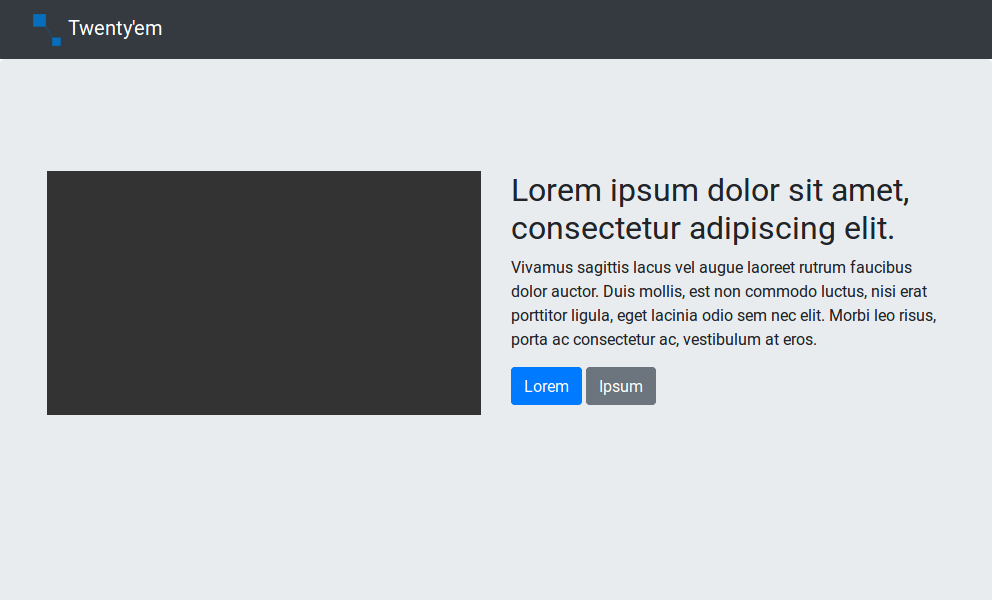 Twenty'em
Lorem ipsum dolor sit amet,
consectetur adipiscing elit.
Vivamus sagittis lacus vel augue laoreet rutrum faucibus
dolor auctor. Duis mollis, est non commodo luctus, nisi erat
porttitor ligula, eget lacinia odio sem nec elit. Morbi leo risus,
porta ac consectetur ac, vestibulum at eros.
Lorem Ipsum